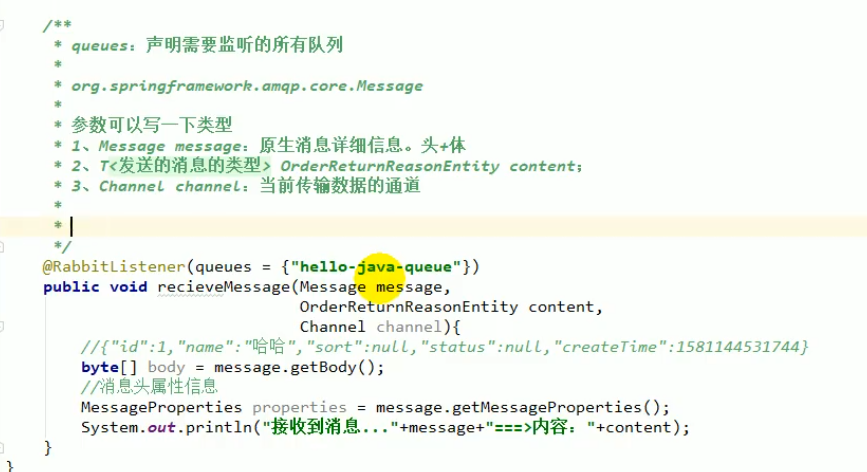 /**
* queues：声明需要监听的所有队列
*
* org.springframework.amqp.core.Message
*
* 参数可以写一下类型
* 1、Message message：原生消息详细信息。头+体
* 2、T<发送的消息的类型> OrderReturnReasonEntity content；
* 3、Channel channel：当前传输数据的通道
*
*
*/
@RabbitListener(queues = {"hello-java-queue"})
public void recieveMessage(Message message,
OrderReturnReasonEntity content,
Channel channel){
//{"id":1,"name":"哈哈","sort":null,"status":null,"createTime":1581144531744}
byte[] body = message.getBody();
//消息头属性信息
MessageProperties properties = message.getMessageProperties();
System.out.println("接收到消息..."+message+"===>内容："+content);
}
}